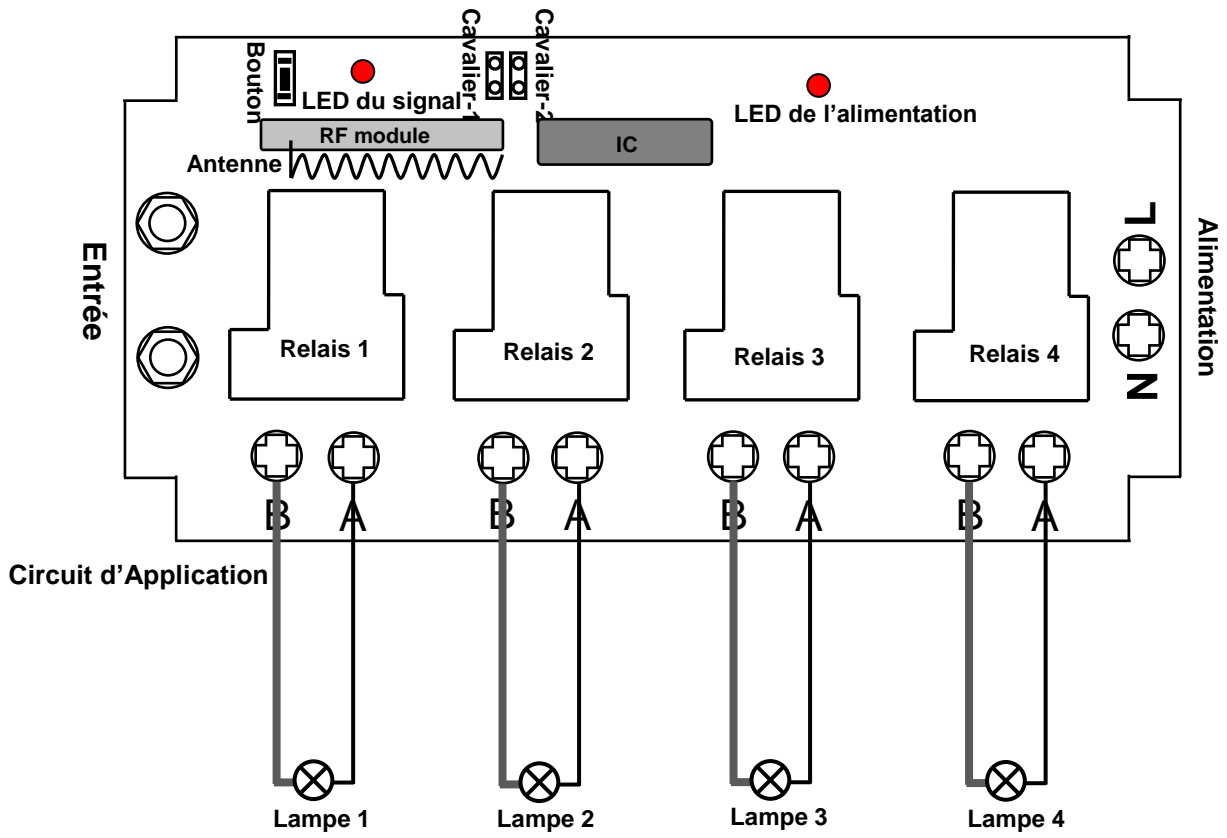 Bouton
Cavalier-1
Cavalier-2
LED du signal
LED de l’alimentation
RF module
IC
Antenne
Entrée
L
N
Alimentation
Relais 1
Relais 2
Relais 3
Relais 4
B A
B A
B A
B A
Circuit d’Application
Lampe 1
Lampe 2
Lampe 3
Lampe 4